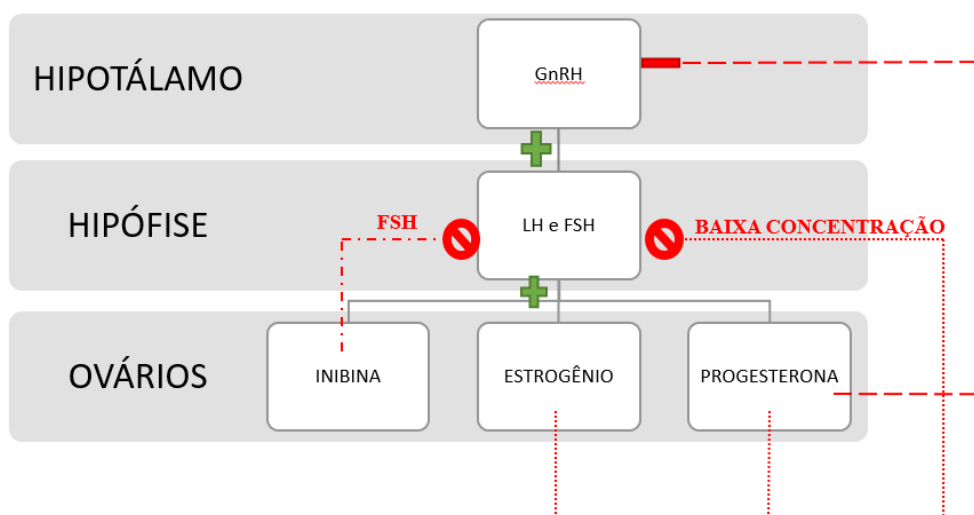 HIPOTÁLAMO
GnRH
HIPÓFISE
FSH
LH e FSH
BAIXA CONCENTRAÇÃO
OVÁRIOS
INIBINA
ESTROGÊNIO
PROGESTERONA